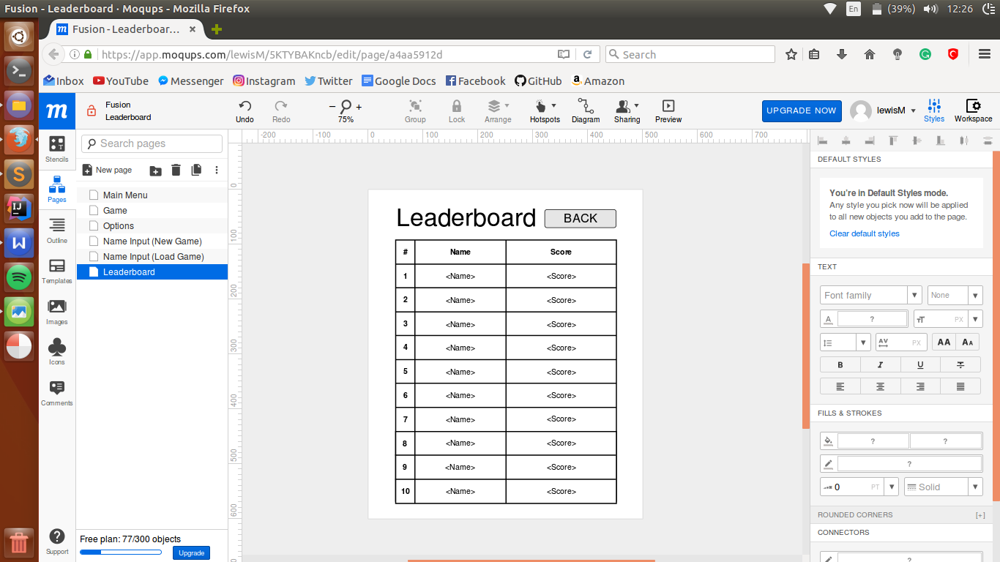 Fusion - Leaderboard · Moqups - Mozilla Firefox
En (39%) 12:26
Fusion - Leaderboar… ×
https://app.moqups.com/lewisM/5KTYBAKncb/edit/page/a4aa5912d
Search
Inbox YouTube Messenger Instagram Twitter Google Docs Facebook GitHub Amazon
m
Fusion
Leaderboard
Undo Redo
− + 75%
Group Lock Arrange Hotspots Diagram Sharing Preview
UPGRADE NOW
lewisM
Styles Workspace
Stencils
Pages
Outline
Templates
Images
Icons
Comments
Support
Search pages
New page
Main Menu
Game
Options
Name Input (New Game)
Name Input (Load Game)
Leaderboard
Free plan: 77/300 objects
Upgrade
-200 -100 0 100 200 300 400 500 600 700
0
100
200
300
400
500
600
Leaderboard BACK
# Name Score
1 <Name> <Score>
2 <Name> <Score>
3 <Name> <Score>
4 <Name> <Score>
5 <Name> <Score>
6 <Name> <Score>
7 <Name> <Score>
8 <Name> <Score>
9 <Name> <Score>
10 <Name> <Score>
DEFAULT STYLES
You're in Default Styles mode.
Any style you pick now will be applied
to all new objects you add to the page.
Clear default styles
TEXT
Font family None
A ? TT PX
AV PX AA AA
B I U T
FILLS & STROKES
? ?
?
0 PT Solid
ROUNDED CORNERS [+]
CONNECTORS
?